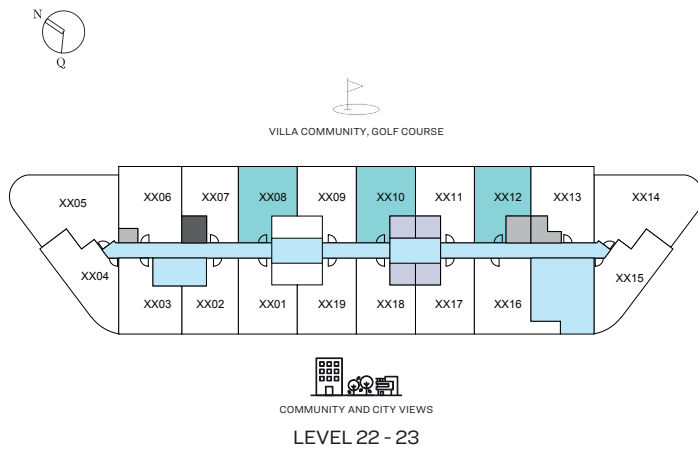 N
Q
VILLA COMMUNITY, GOLF COURSE
XX05
XX06
XX07
XX08
XX09
XX10
XX11
XX12
XX13
XX14
XX04
XX03
XX02
XX01
XX19
XX18
XX17
XX16
XX15
COMMUNITY AND CITY VIEWS
LEVEL 22 - 23